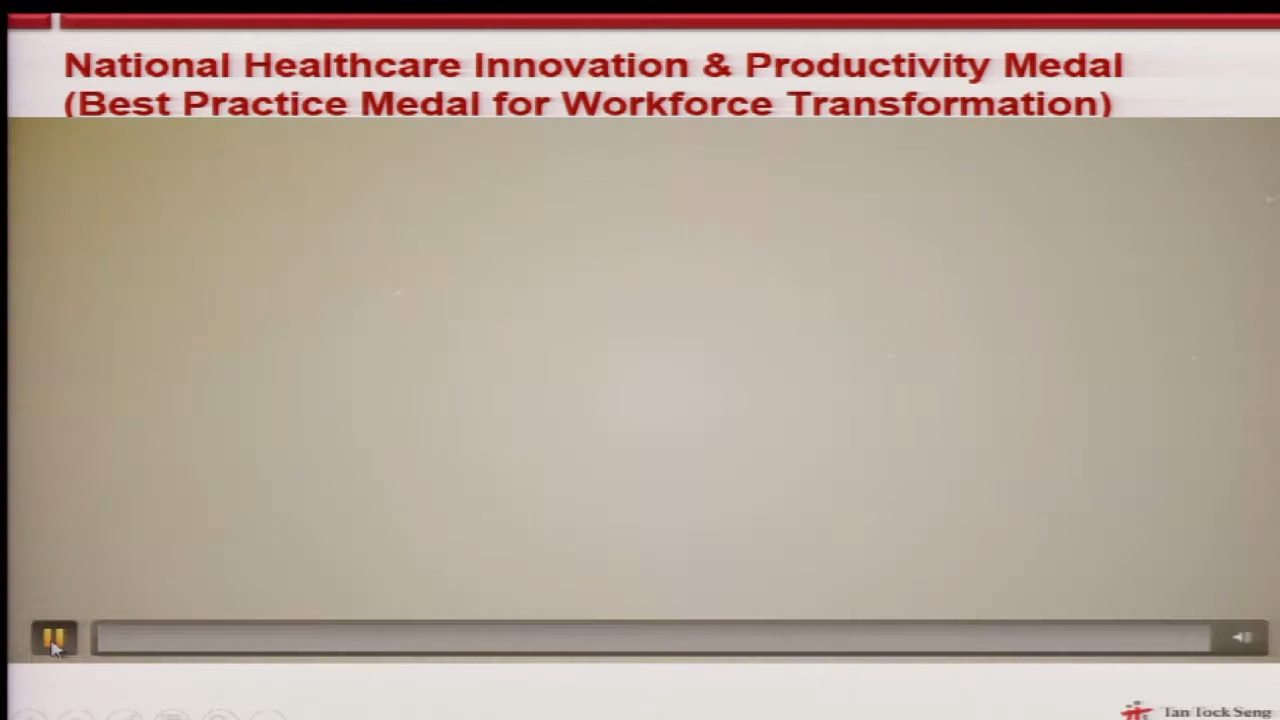 National Healthcare Innovation & Productivity Medal
(Best Practice Medal for Workforce Transformation)
Tan Tock Seng